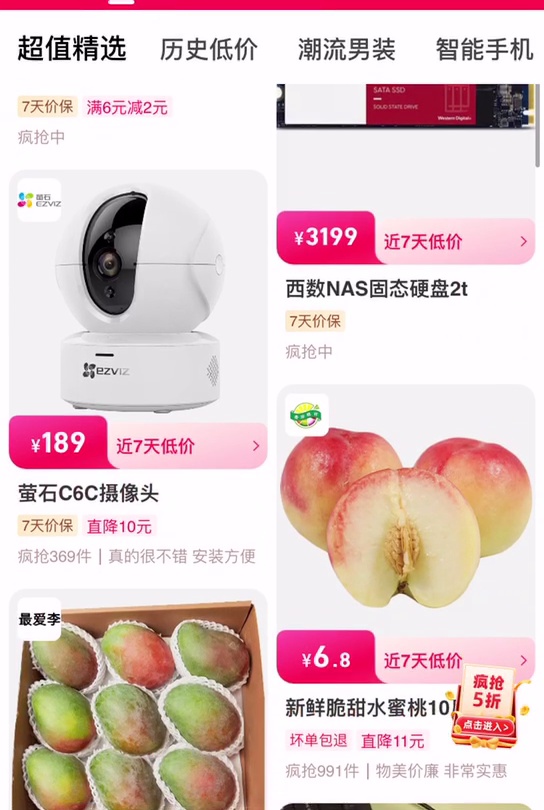 超值精选
历史低价
潮流男装
智能手机
7天价保
满6元减2元
疯抢中
萤石
EZVIZ
ezviz
¥189
近7天低价
萤石C6C摄像头
7天价保
直降10元
疯抢369件｜真的很不错 安装方便
最爱李
SATA SSD
SOLID STATE DRIVE
Western Digital
¥3199
近7天低价
西数NAS固态硬盘2t
7天价保
疯抢中
¥6.8
近7天低价
新鲜脆甜水蜜桃10
坏单包退
直降11元
疯抢991件｜物美价廉 非常实惠
疯抢
5折
点击进入>